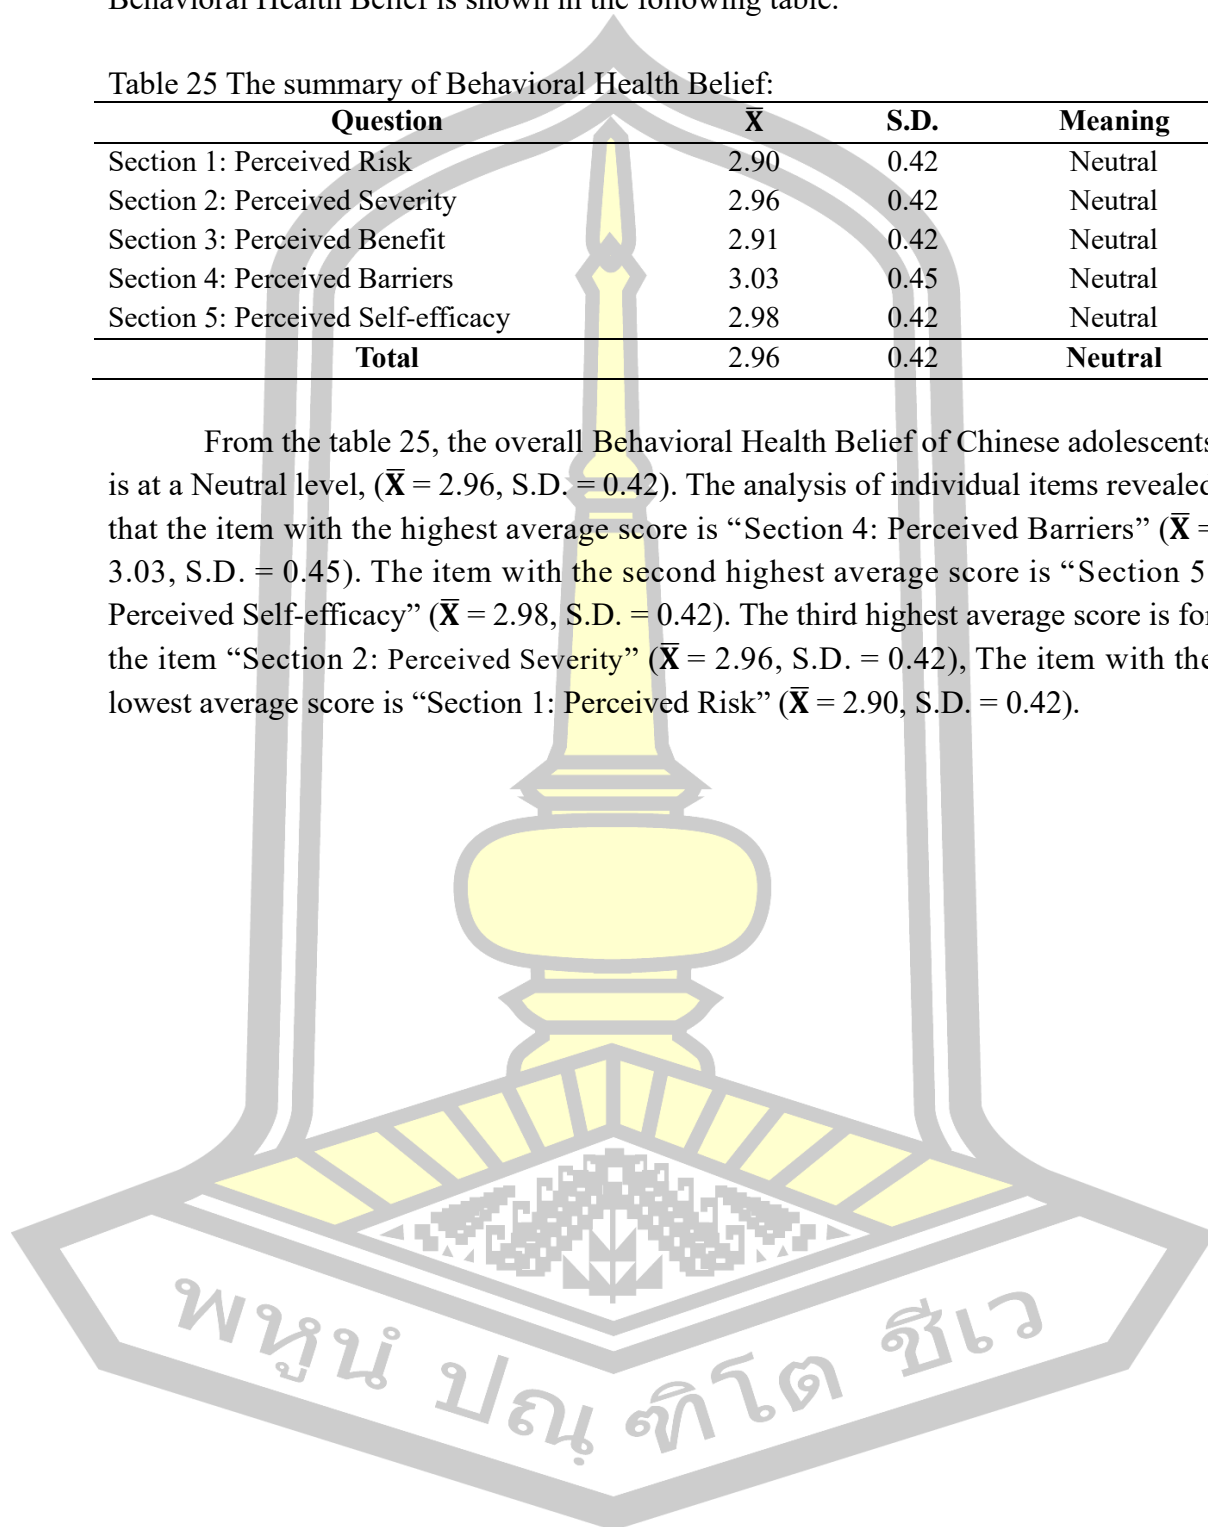 Behavioral Health Belief is shown in the following table.
Table 25 The summary of Behavioral Health Belief:
Question X̅ S.D. Meaning
Section 1: Perceived Risk 2.90 0.42 Neutral
Section 2: Perceived Severity 2.96 0.42 Neutral
Section 3: Perceived Benefit 2.91 0.42 Neutral
Section 4: Perceived Barriers 3.03 0.45 Neutral
Section 5: Perceived Self-efficacy 2.98 0.42 Neutral
Total 2.96 0.42 Neutral
From the table 25, the overall Behavioral Health Belief of Chinese adolescents
is at a Neutral level, (X̅ = 2.96, S.D. = 0.42). The analysis of individual items revealed
that the item with the highest average score is “Section 4: Perceived Barriers” (X̅ =
3.03, S.D. = 0.45). The item with the second highest average score is “Section 5
Perceived Self-efficacy” (X̅ = 2.98, S.D. = 0.42). The third highest average score is for
the item “Section 2: Perceived Severity” (X̅ = 2.96, S.D. = 0.42), The item with the
lowest average score is “Section 1: Perceived Risk” (X̅ = 2.90, S.D. = 0.42).
พหูนํ ปณฺฑิโต ชีเว